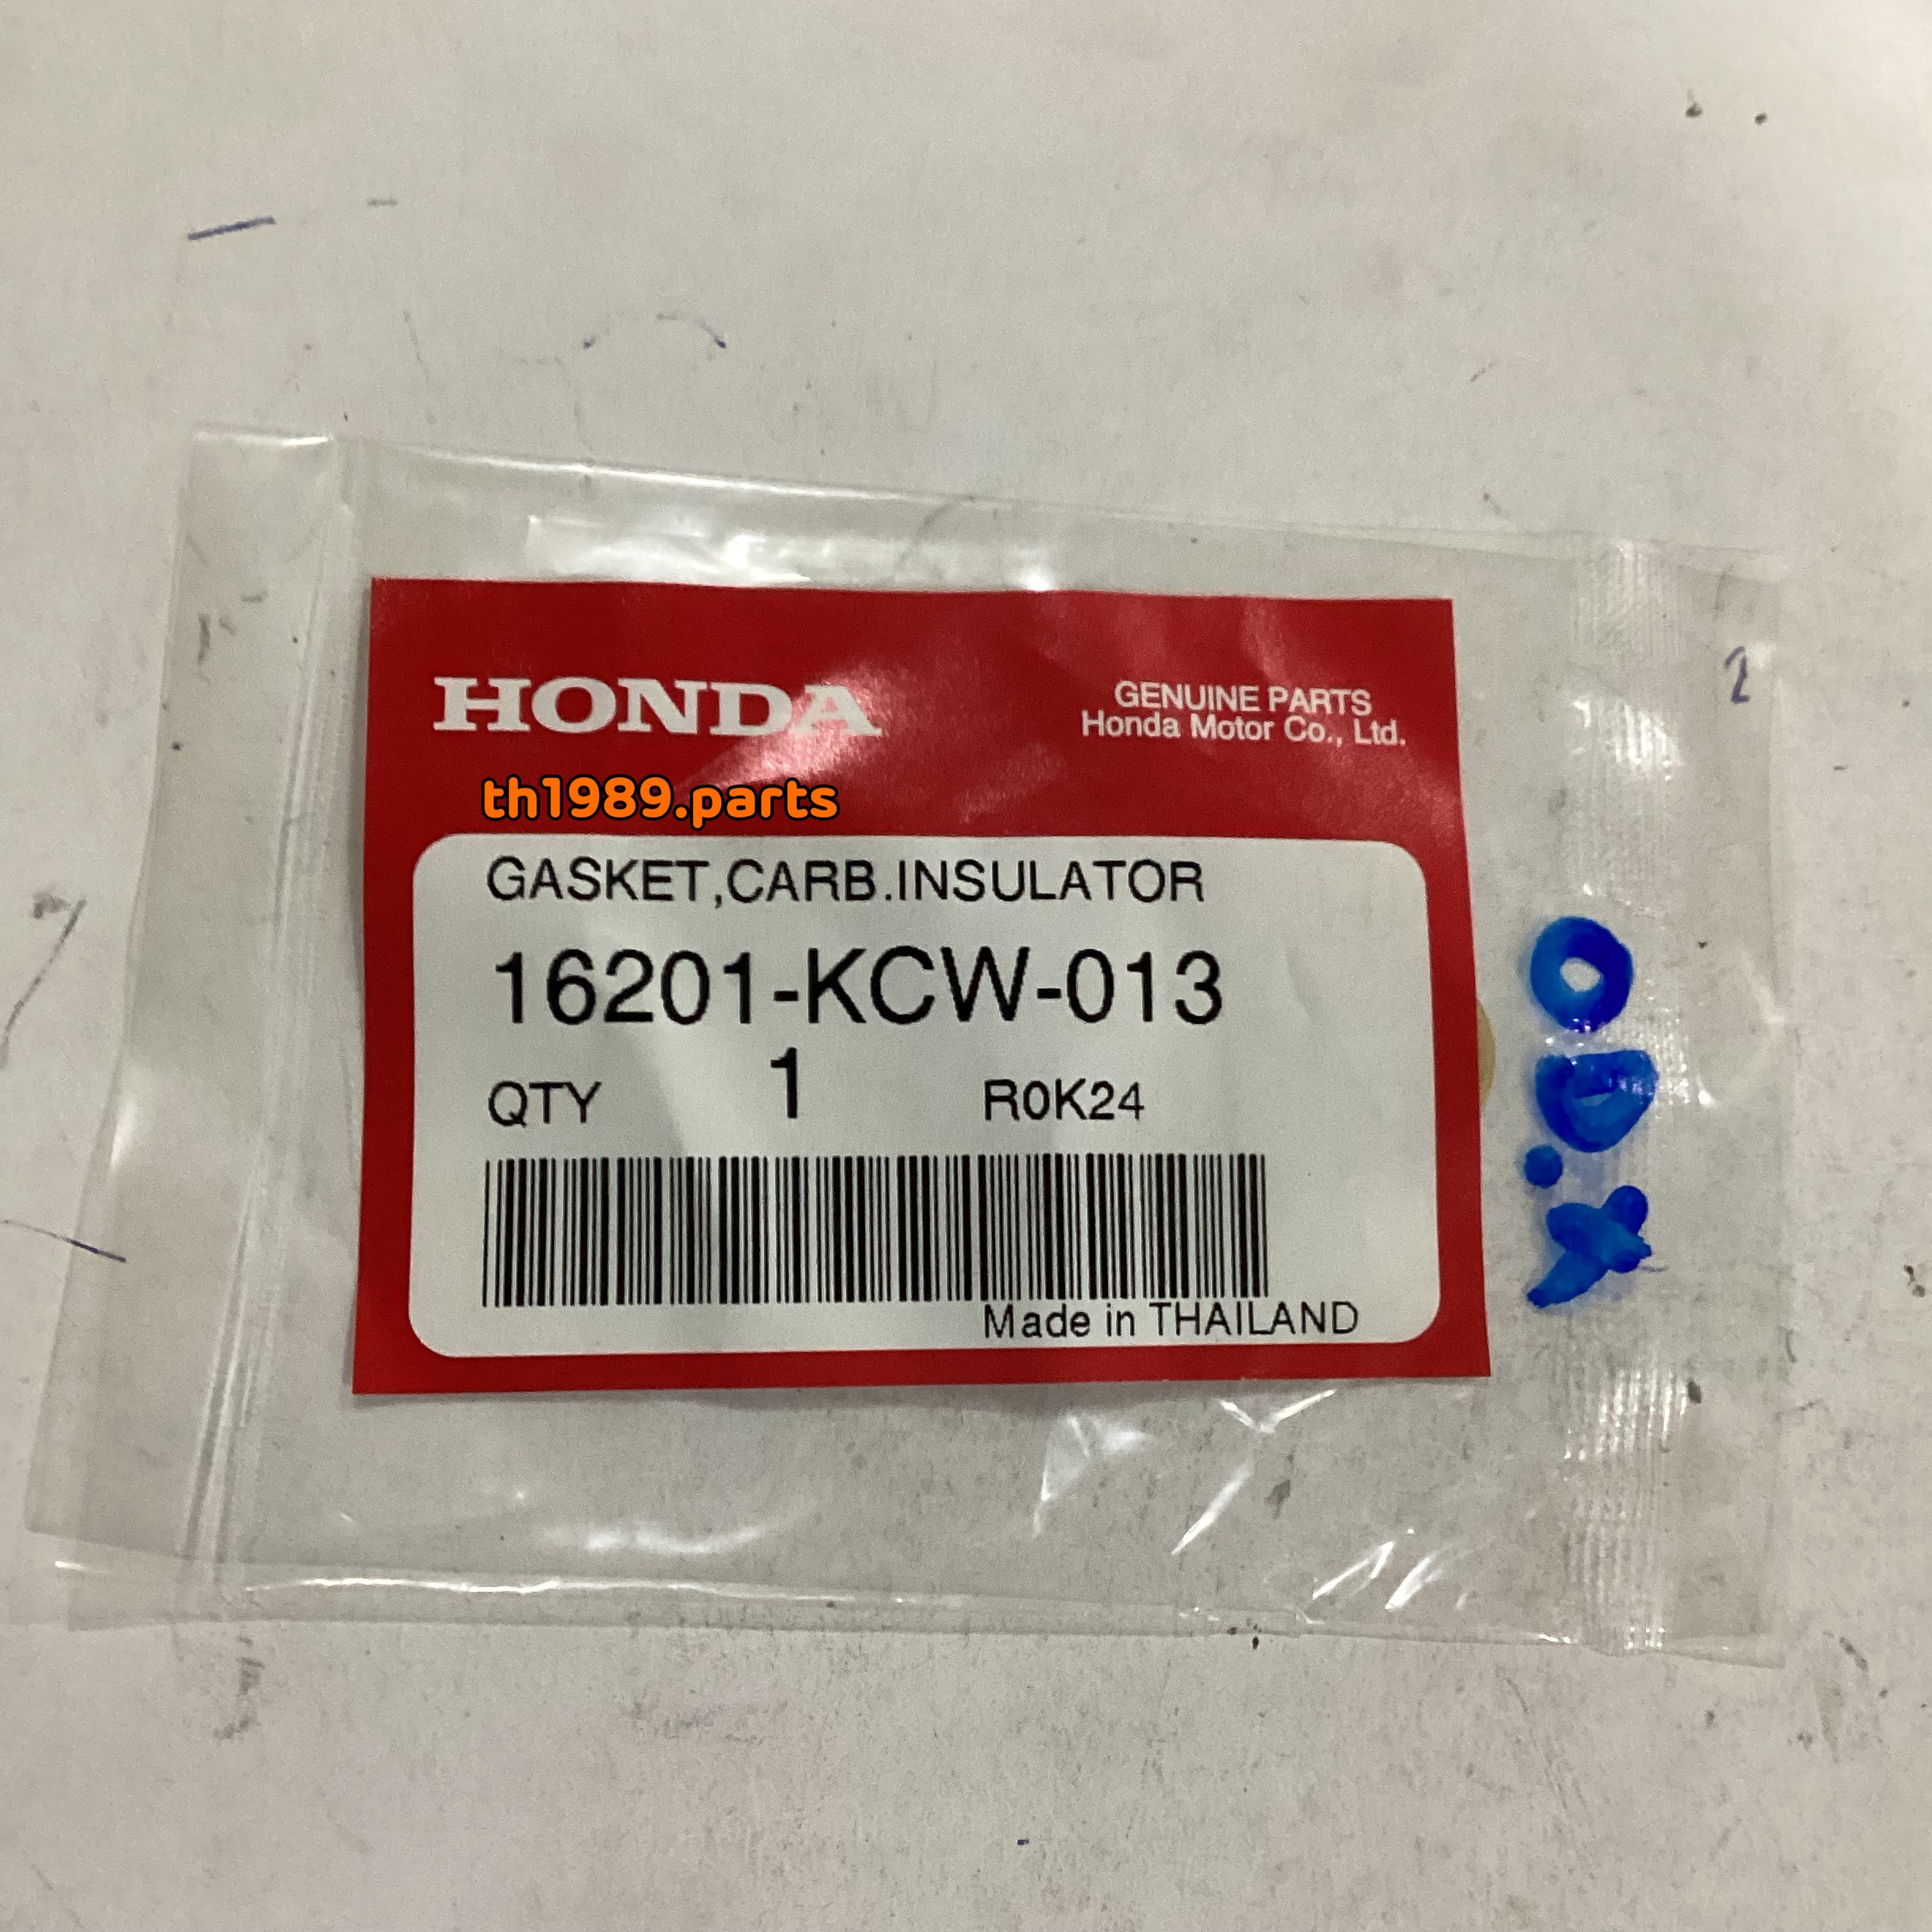 HONDA
GENUINE PARTS
Honda Motor Co., Ltd.
th1989.parts
GASKET,CARB.INSULATOR
16201-KCW-013
QTY 1 R0K24
Made in THAILAND
2